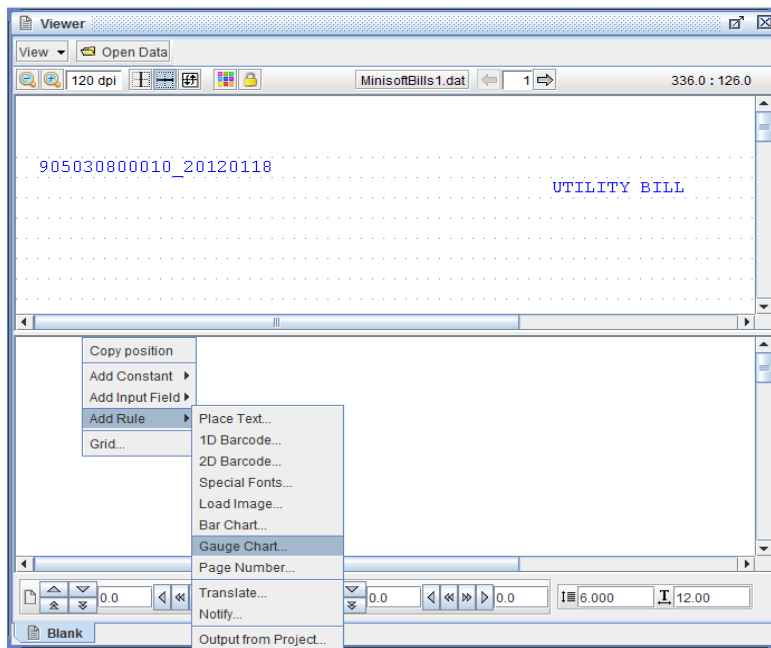 Viewer
View Open Data
120 dpi MinisoftBills1.dat 1 336.0 : 126.0
905030800010_20120118
UTILITY BILL
Copy position
Add Constant
Add Input Field
Add Rule
Grid...
Place Text...
1D Barcode...
2D Barcode...
Special Fonts...
Load Image...
Bar Chart...
Gauge Chart...
Page Number...
Translate...
Notify...
Output from Project...
0.0 0.0 0.0 6.000 T 12.00
Blank